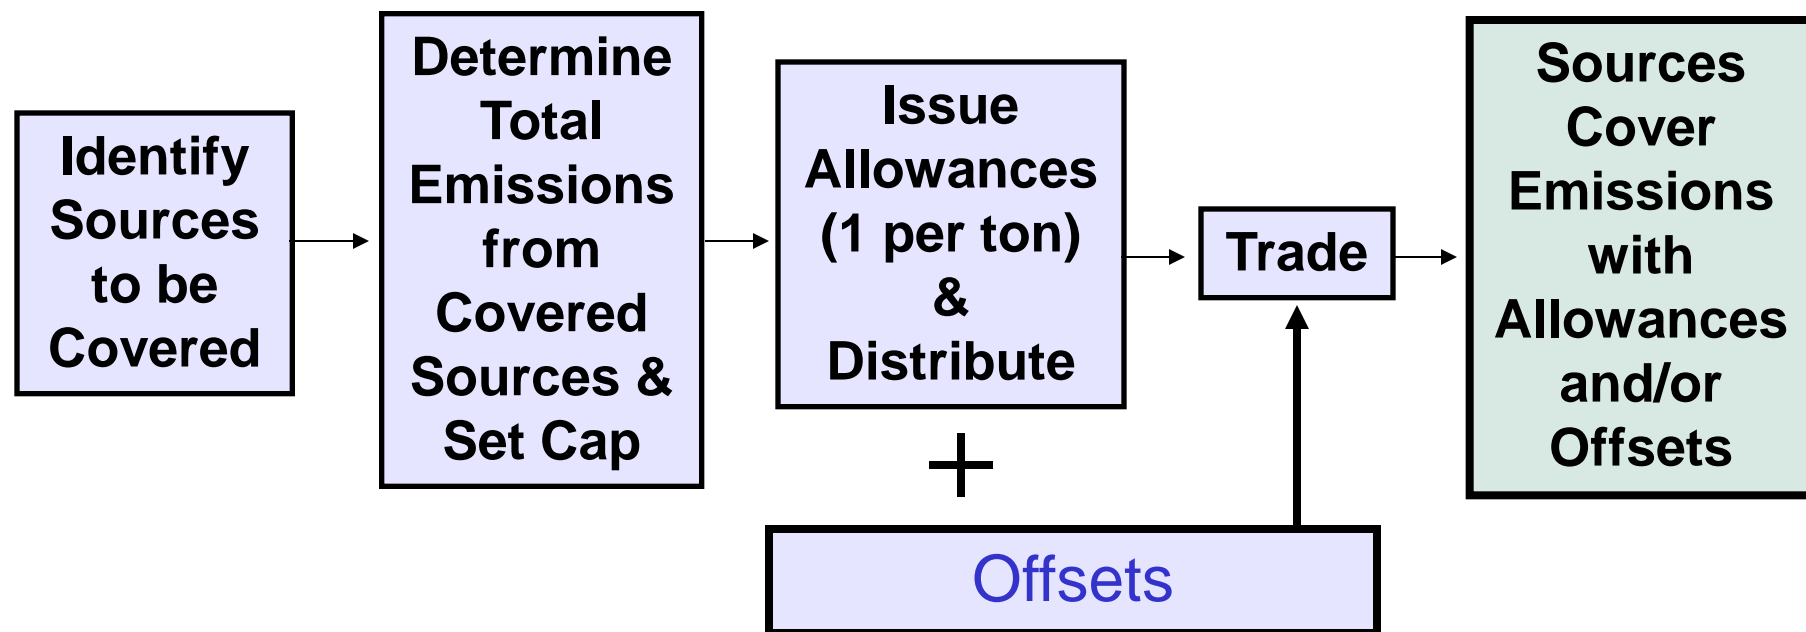 Identify
Sources
to be
Covered
Determine
Total
Emissions
from
Covered
Sources &
Set Cap
Issue
Allowances
(1 per ton)
&
Distribute
+
Offsets
Trade
Sources
Cover
Emissions
with
Allowances
and/or
Offsets